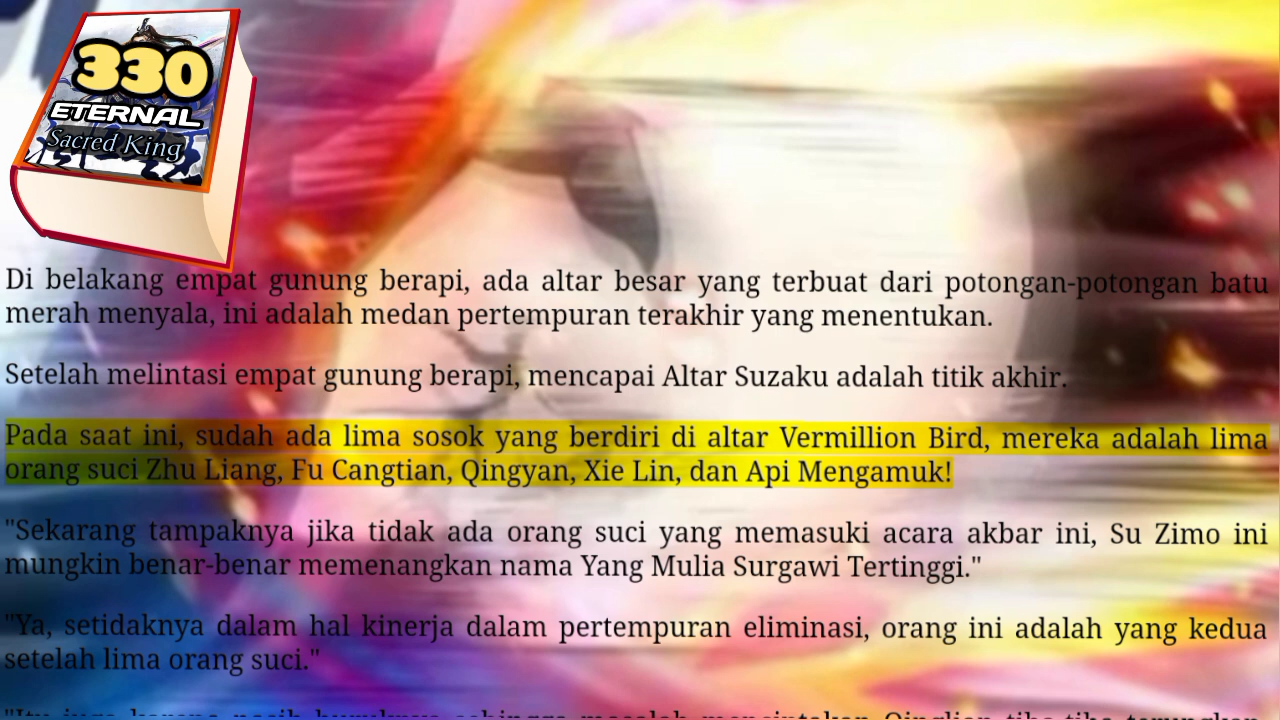 330
ETERNAL
Sacred King
Di belakang empat gunung berapi, ada altar besar yang terbuat dari potongan-potongan batu
merah menyala, ini adalah medan pertempuran terakhir yang menentukan.
Setelah melintasi empat gunung berapi, mencapai Altar Suzaku adalah titik akhir.
Pada saat ini, sudah ada lima sosok yang berdiri di altar Vermillion Bird, mereka adalah lima
orang suci Zhu Liang, Fu Cangtian, Qingyan, Xie Lin, dan Api Mengamuk!
"Sekarang tampaknya jika tidak ada orang suci yang memasuki acara akbar ini, Su Zimo ini
mungkin benar-benar memenangkan nama Yang Mulia Surgawi Tertinggi."
"Ya, setidaknya dalam hal kinerja dalam pertempuran eliminasi, orang ini adalah yang kedua
setelah lima orang suci."